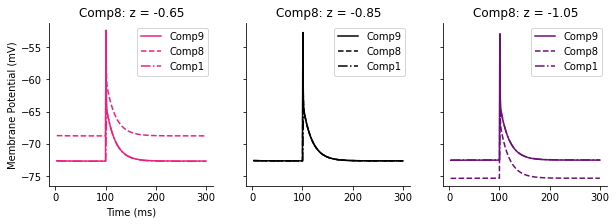 Comp8: z = -0.65
Comp8: z = -0.85
Comp8: z = -1.05
Membrane Potential (mV)
−55
−60
−65
−70
−75
Comp9
Comp8
Comp1
Comp9
Comp8
Comp1
Comp9
Comp8
Comp1
0
100
200
300
0
100
200
300
0
100
200
300
Time (ms)